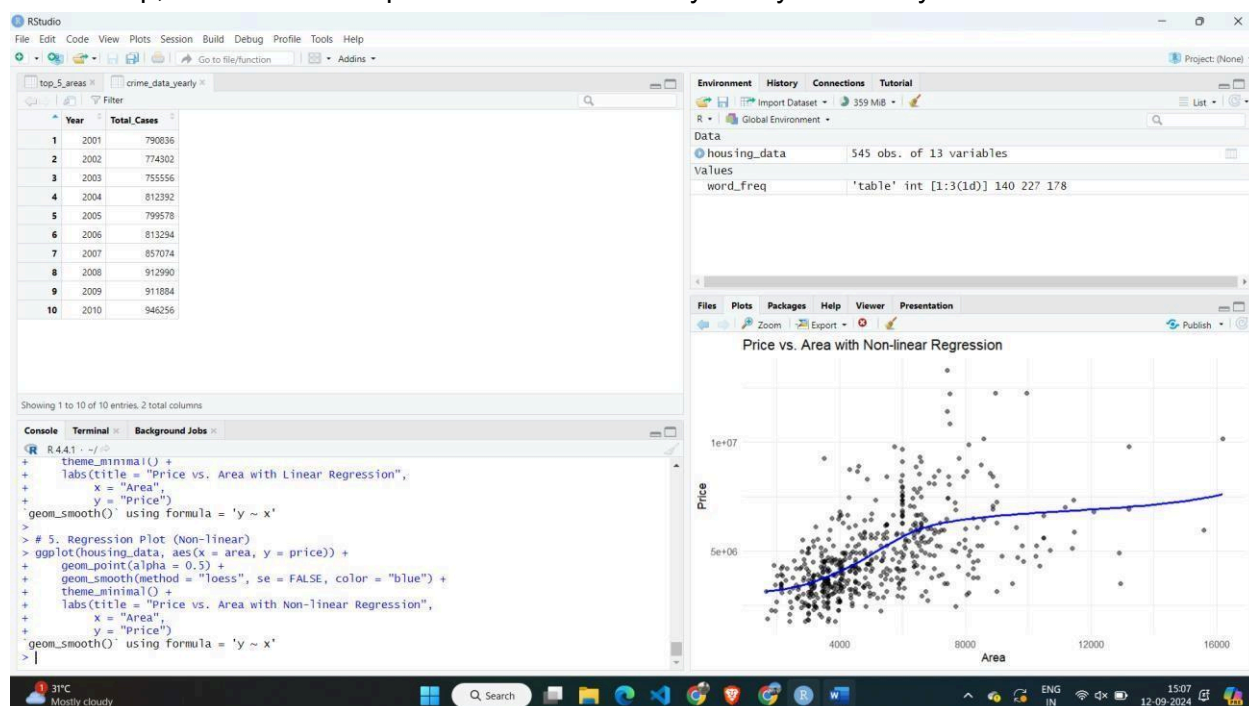 RStudio
File Edit Code View Plots Session Build Debug Profile Tools Help
Go to file/function Addins Project: (None)
top_5_areas crime_data_yearly
Filter
Year Total_Cases
1 2001 790836
2 2002 774302
3 2003 755556
4 2004 812392
5 2005 799578
6 2006 813294
7 2007 857074
8 2008 912990
9 2009 911884
10 2010 946256
Showing 1 to 10 of 10 entries, 2 total columns
Console Terminal Background Jobs
R 4.4.1 · ~/
+ theme_minimal() +
+ labs(title = "Price vs. Area with Linear Regression",
+ x = "Area",
+ y = "Price")
`geom_smooth()` using formula = 'y ~ x'
>
> # 5. Regression Plot (Non-linear)
> ggplot(housing_data, aes(x = area, y = price)) +
+ geom_point(alpha = 0.5) +
+ geom_smooth(method = "loess", se = FALSE, color = "blue") +
+ theme_minimal() +
+ labs(title = "Price vs. Area with Non-linear Regression",
+ x = "Area",
+ y = "Price")
`geom_smooth()` using formula = 'y ~ x'
>
Environment History Connections Tutorial
Import Dataset 359 MiB List
R Global Environment
Data
housing_data 545 obs. of 13 variables
Values
word_freq 'table' int [1:3(1d)] 140 227 178
Files Plots Packages Help Viewer Presentation
Zoom Export Publish
Price vs. Area with Non-linear Regression
1e+07
Price
5e+06
4000 8000 12000 16000
Area
1 31°C
Mostly cloudy
Search
ENG
IN
15:07
12-09-2024